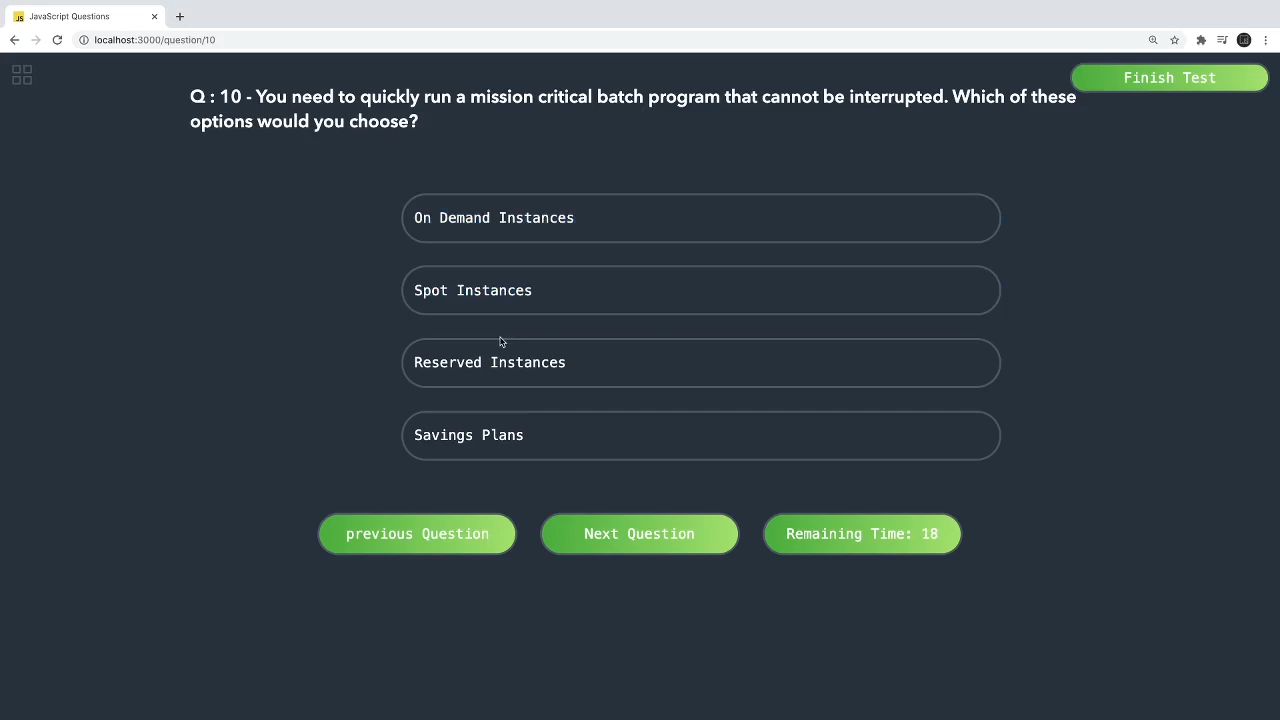 JavaScript Questions
localhost:3000/question/10
Finish Test
Q : 10 - You need to quickly run a mission critical batch program that cannot be interrupted. Which of these
options would you choose?
On Demand Instances
Spot Instances
Reserved Instances
Savings Plans
previous Question
Next Question
Remaining Time: 18